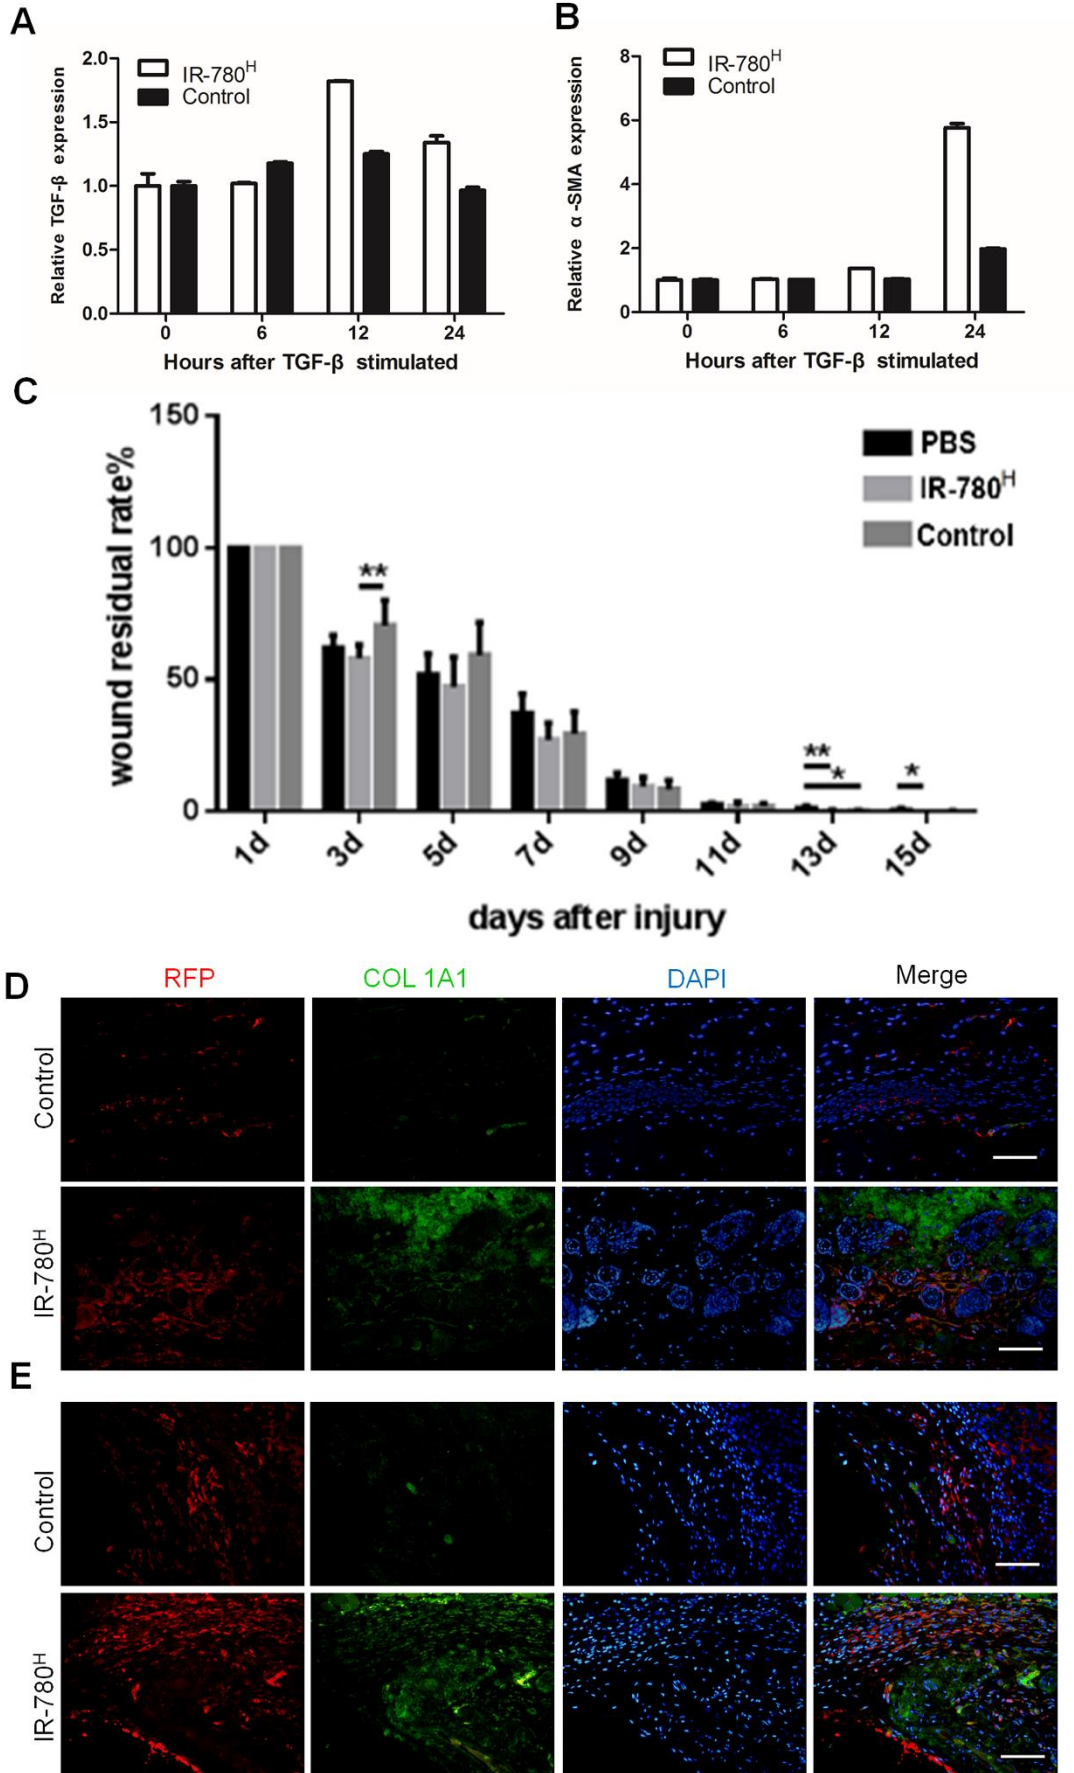 A
2.0
1.5
1.0
0.5
0.0
Relative TGF-β expression
IR-780H
Control
0 6 12 24
Hours after TGF-β stimulated
B
8
6
4
2
0
Relative α-SMA expression
IR-780H
Control
0 6 12 24
Hours after TGF-β stimulated
C
150
100
50
0
wound residual rate%
PBS
IR-780H
Control
**
**
*
*
1d 3d 5d 7d 9d 11d 13d 15d
days after injury
D
RFP COL 1A1 DAPI Merge
Control
IR-780H
E
Control
IR-780H